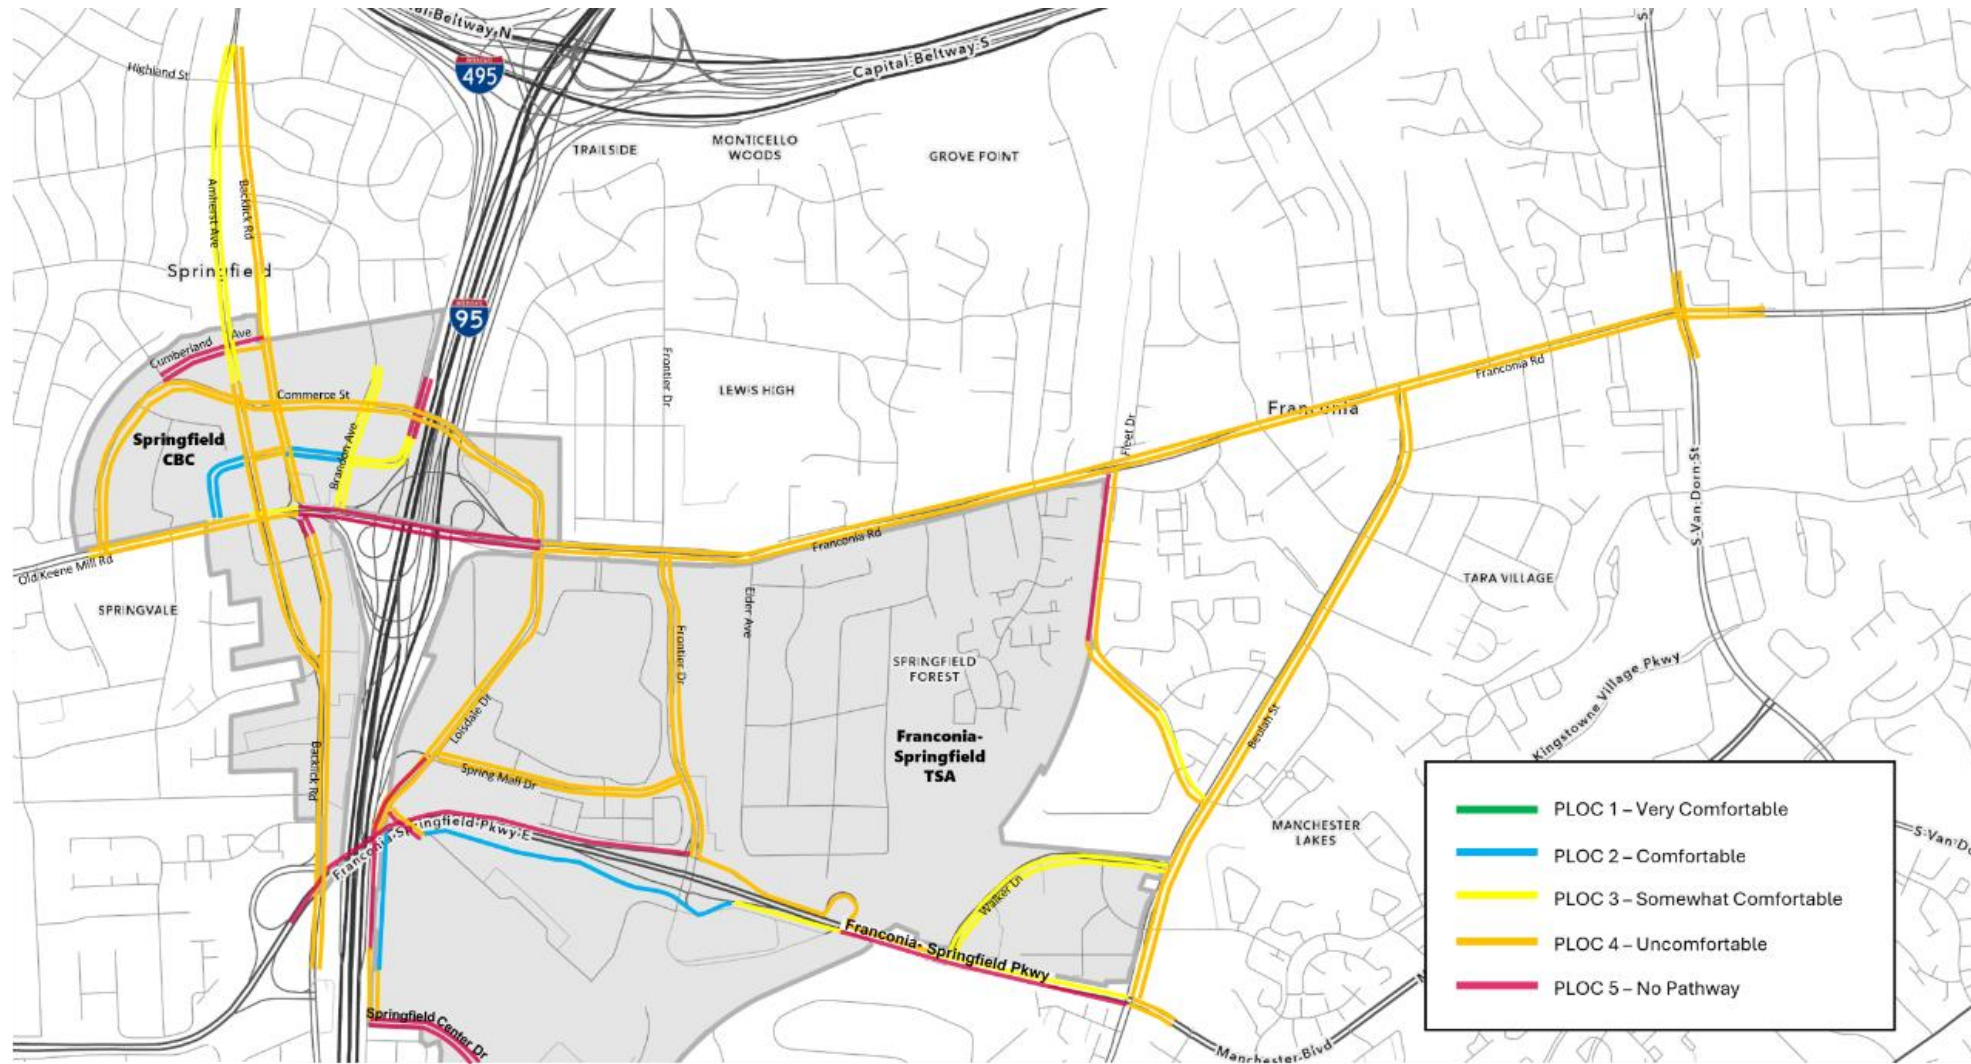 al Beltway N
Capital Beltway S
495
Highland St
TRAILSIDE
MONTICELLO
WOODS
GROVE POINT
Amherst Ave
Backlick Rd
Springfield
95
Cumberland Ave
Commerce St
Frontier Dr
LEWIS HIGH
Franconia Rd
Franconia
Fleet Dr
Springfield
CBC
Brandon Ave
S Van Dorn St
Franconia Rd
Old Keene Mill Rd
SPRINGVALE
Elder Ave
TARA VILLAGE
Frontier Dr
SPRINGFIELD
FOREST
Kingstowne Village Pkwy
Loisdale Dr
Beulah St
Franconia-
Springfield
TSA
Backlick Rd
Spring Mall Dr
Franconia-Springfield-Pkwy E
MANCHESTER
LAKES
Walker Ln
Franconia- Springfield Pkwy
Springfield Center Dr
Manchester Blvd
S Van Do
PLOC 1 – Very Comfortable
PLOC 2 – Comfortable
PLOC 3 – Somewhat Comfortable
PLOC 4 – Uncomfortable
PLOC 5 – No Pathway